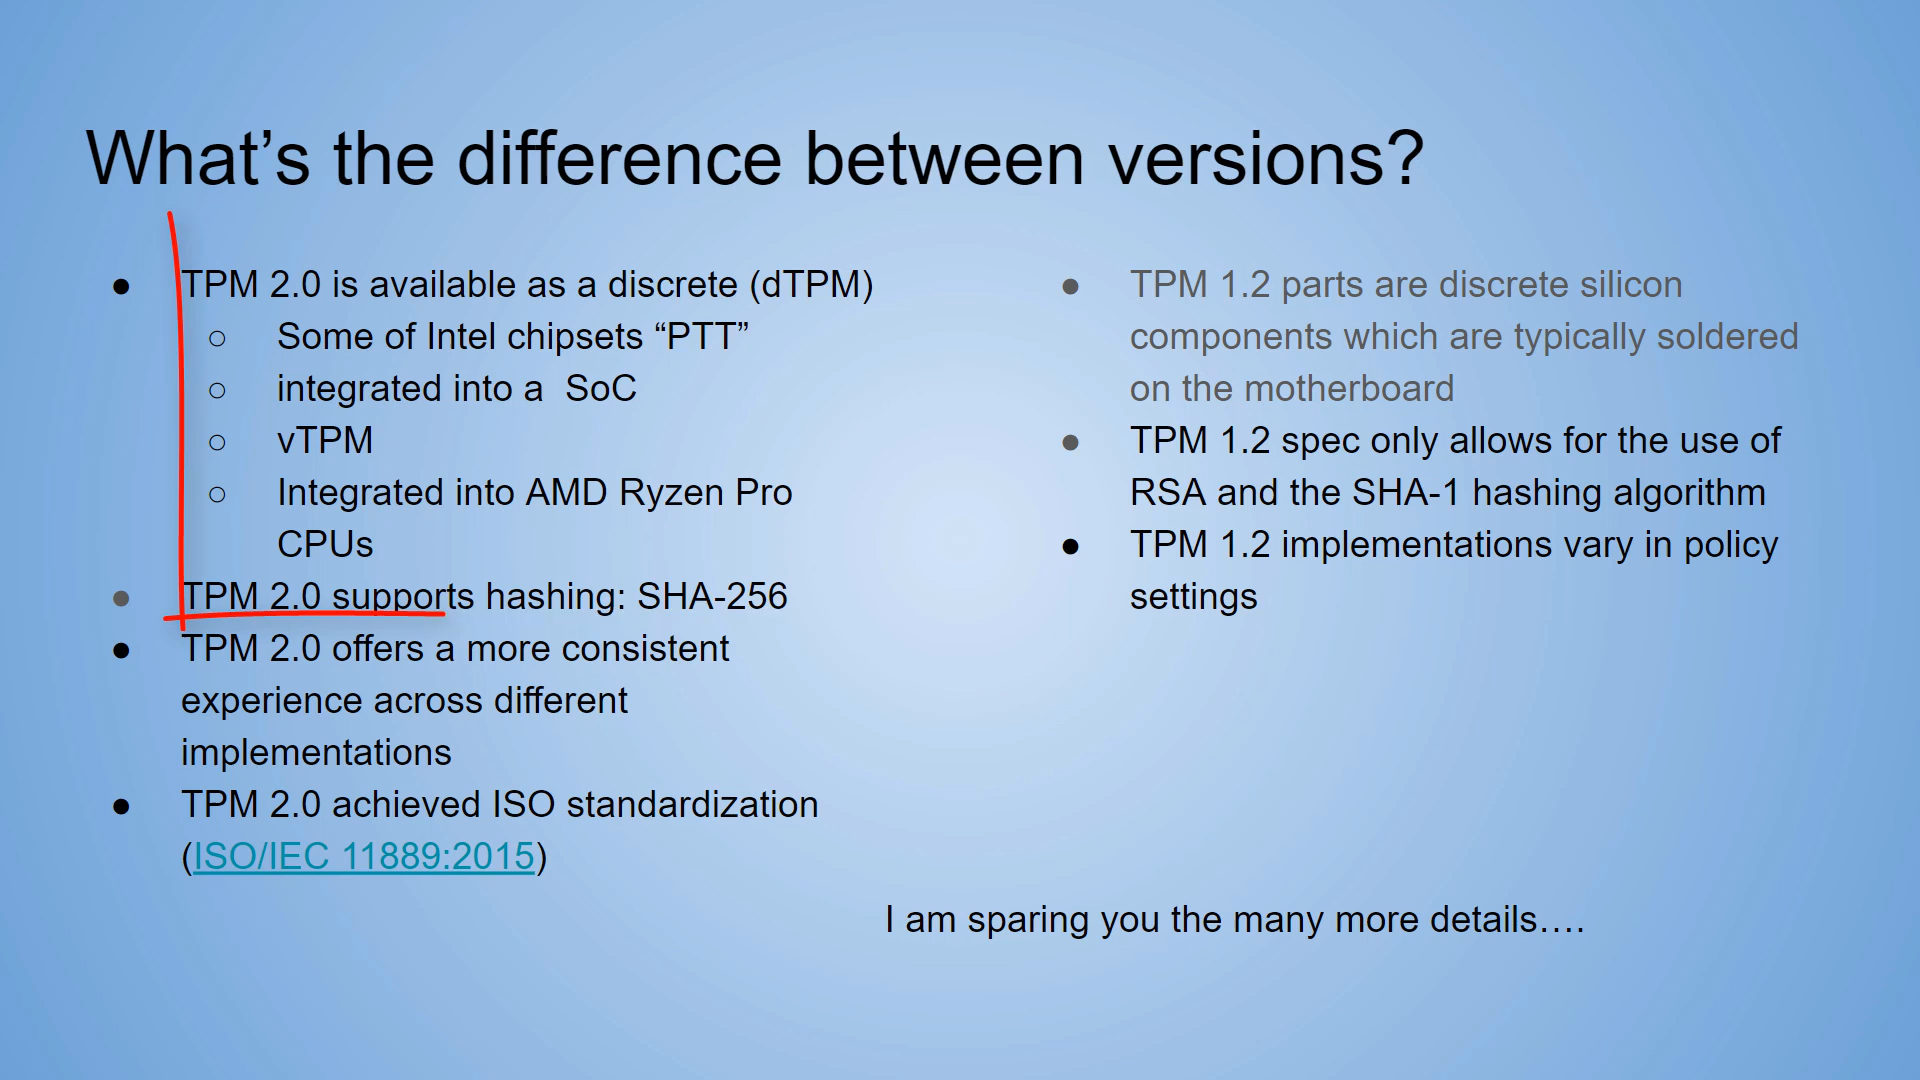 What’s the difference between versions?
● TPM 2.0 is available as a discrete (dTPM)
○ Some of Intel chipsets “PTT”
○ integrated into a  SoC
○ vTPM
○ Integrated into AMD Ryzen Pro
CPUs
● TPM 2.0 supports hashing: SHA-256
● TPM 2.0 offers a more consistent
experience across different
implementations
● TPM 2.0 achieved ISO standardization
(ISO/IEC 11889:2015)
● TPM 1.2 parts are discrete silicon
components which are typically soldered
on the motherboard
● TPM 1.2 spec only allows for the use of
RSA and the SHA-1 hashing algorithm
● TPM 1.2 implementations vary in policy
settings
I am sparing you the many more details….